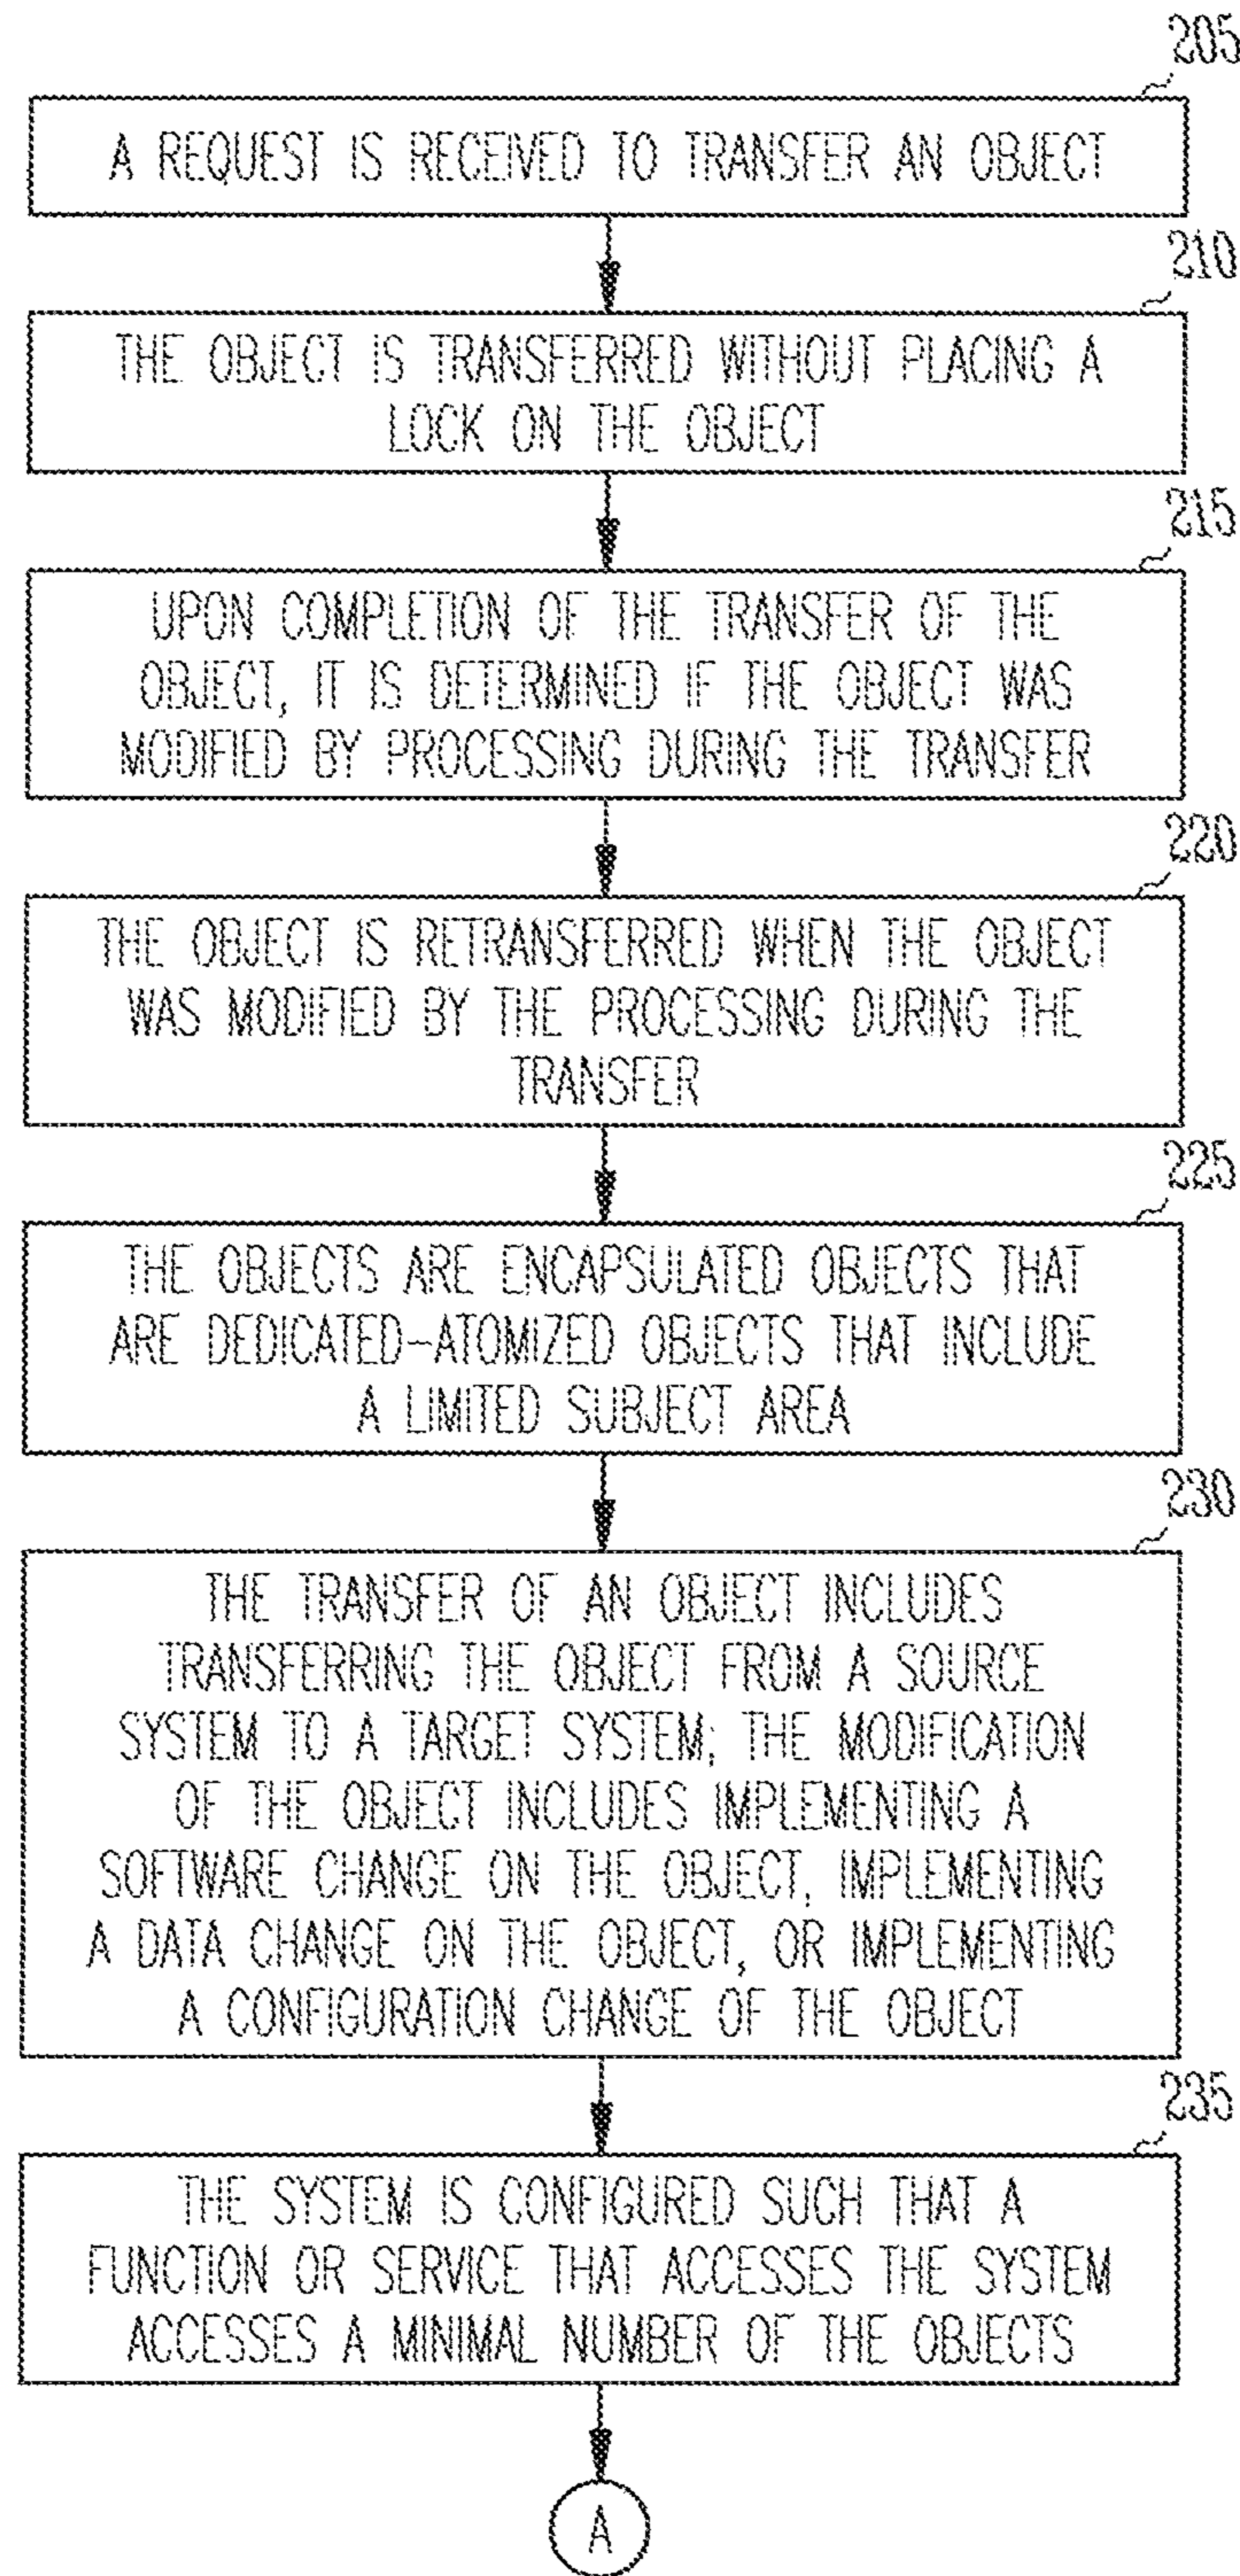 205
A REQUEST IS RECEIVED TO TRANSFER AN OBJECT
210
THE OBJECT IS TRANSFERRED WITHOUT PLACING A
LOCK ON THE OBJECT
215
UPON COMPLETION OF THE TRANSFER OF THE
OBJECT, IT IS DETERMINED IF THE OBJECT WAS
MODIFIED BY PROCESSING DURING THE TRANSFER
220
THE OBJECT IS RETRANSFERRED WHEN THE OBJECT
WAS MODIFIED BY THE PROCESSING DURING THE
TRANSFER
225
THE OBJECTS ARE ENCAPSULATED OBJECTS THAT
ARE DEDICATED-ATOMIZED OBJECTS THAT INCLUDE
A LIMITED SUBJECT AREA
230
THE TRANSFER OF AN OBJECT INCLUDES
TRANSFERRING THE OBJECT FROM A SOURCE
SYSTEM TO A TARGET SYSTEM; THE MODIFICATION
OF THE OBJECT INCLUDES IMPLEMENTING A
SOFTWARE CHANGE ON THE OBJECT, IMPLEMENTING
A DATA CHANGE ON THE OBJECT, OR IMPLEMENTING
A CONFIGURATION CHANGE OF THE OBJECT
235
THE SYSTEM IS CONFIGURED SUCH THAT A
FUNCTION OR SERVICE THAT ACCESSES THE SYSTEM
ACCESSES A MINIMAL NUMBER OF THE OBJECTS
A